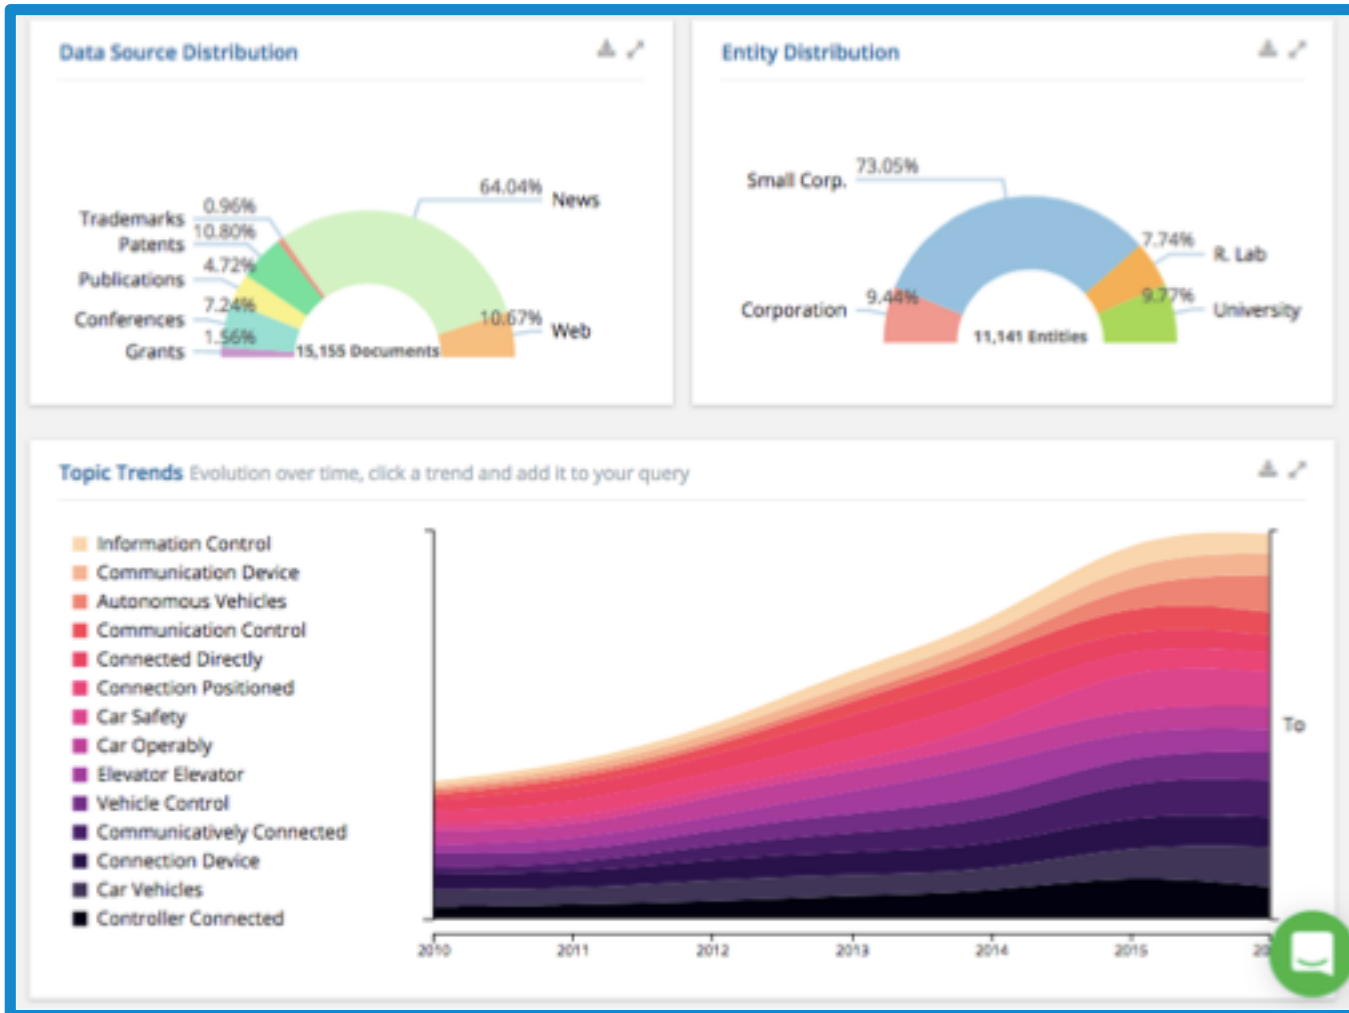 Data Source Distribution
64.04%
News
0.96%
Trademarks
10.80%
Patents
4.72%
Publications
7.24%
Conferences
1.56%
Grants
15,155 Documents
10.67%
Web
Entity Distribution
73.05%
Small Corp.
7.74%
R. Lab
9.44%
Corporation
9.77%
University
11,141 Entities
Topic Trends Evolution over time, click a trend and add it to your query
Information Control
Communication Device
Autonomous Vehicles
Communication Control
Connected Directly
Connection Positioned
Car Safety
Car Operably
Elevator Elevator
Vehicle Control
Communicatively Connected
Connection Device
Car Vehicles
Controller Connected
To
2010 2011 2012 2013 2014 2015 20